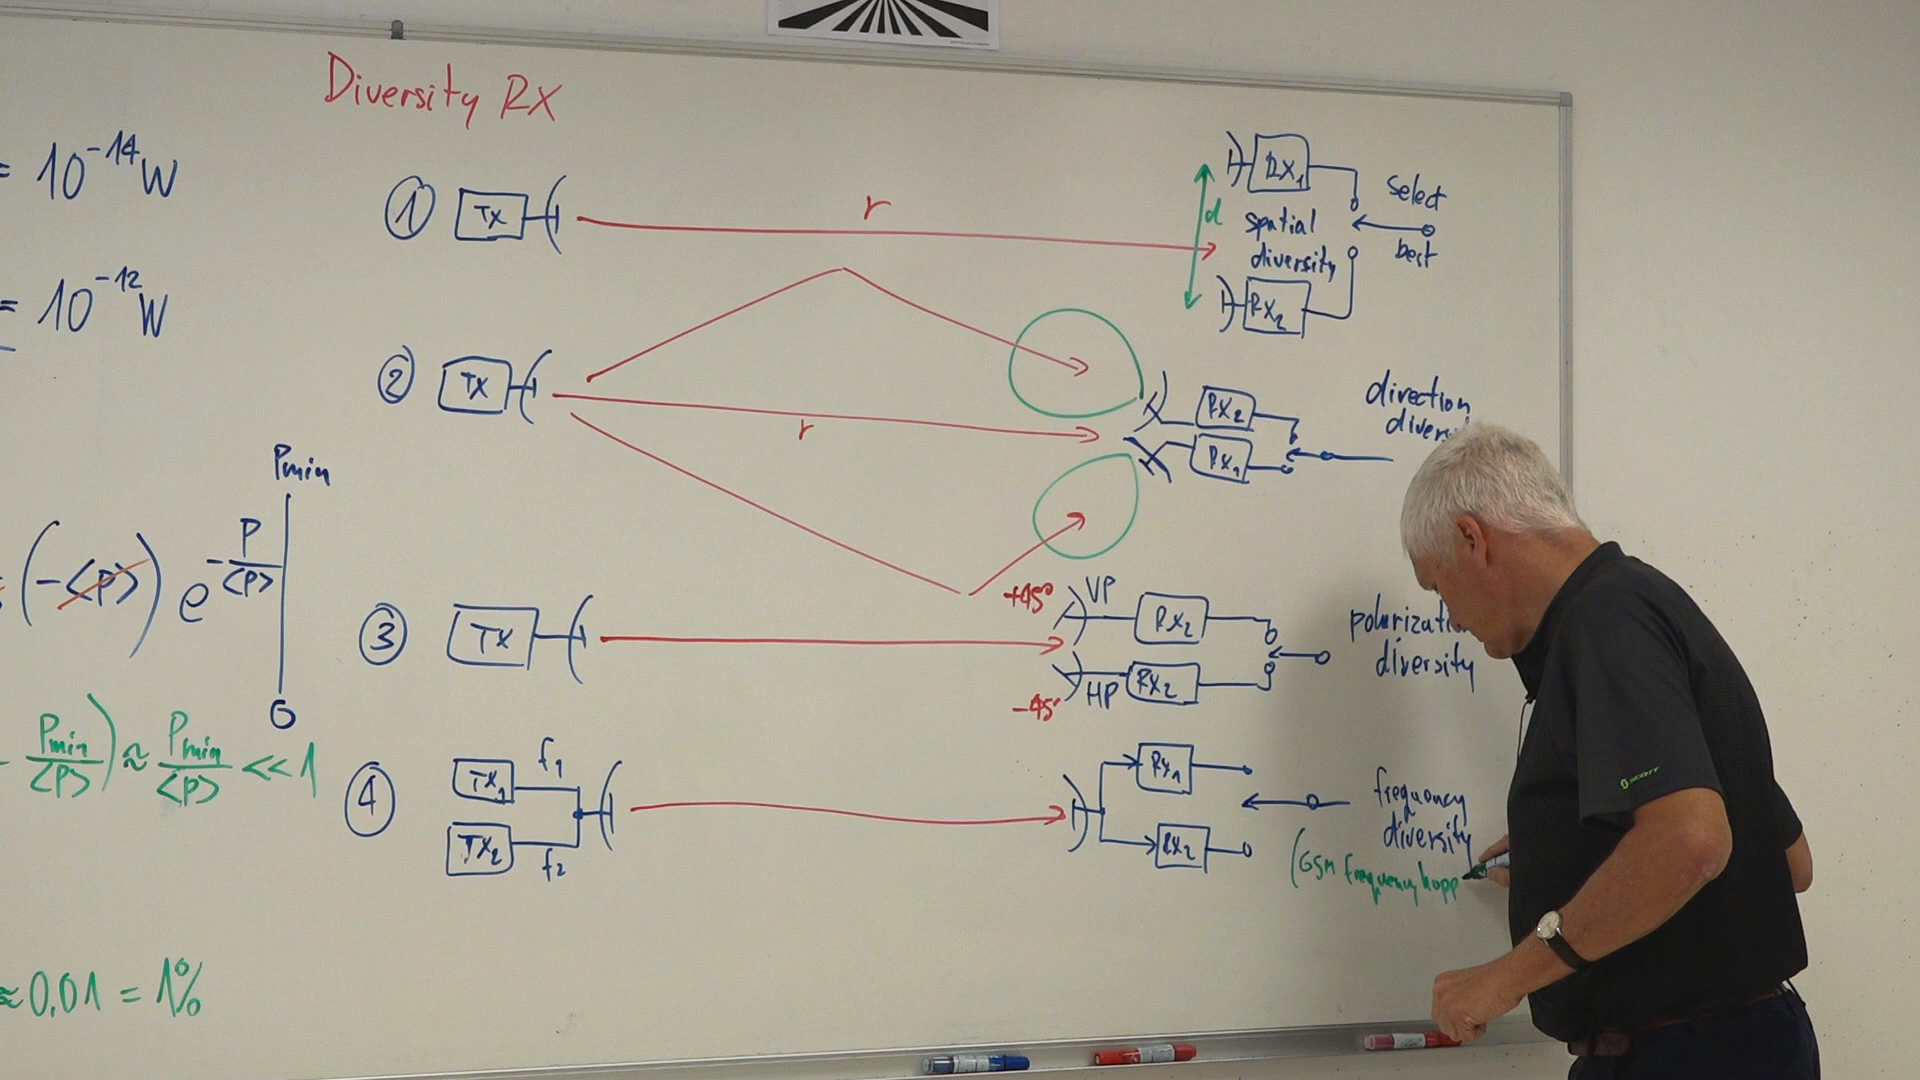 Diversity RX
= 10^-14 W
= 10^-12 W
Pmin
(-<P>) e^-P/<P>
0
- Pmin/<P>) ≈ Pmin/<P> << 1
≈ 0,01 = 1%
1 TX r RX1
d spatial diversity
RX2
select best
2 TX r RX2
RX1
direction
3 TX +45° VP RX2
-45° HP RX2
polarizati
diversity
4 TX1 f1 RX1
TX2 f2 RX2
frequency
diversity
(GSM frequency hopp
SCOTT